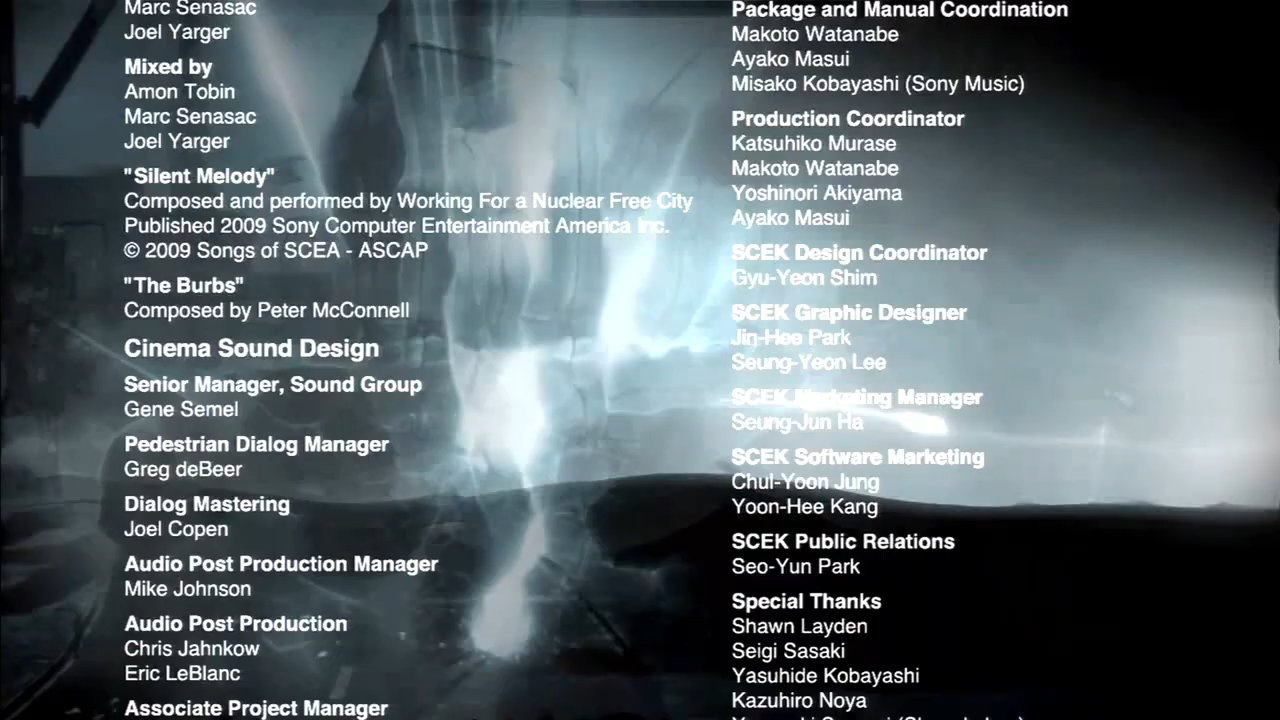 Marc Senasac
Joel Yarger
Mixed by
Amon Tobin
Marc Senasac
Joel Yarger
"Silent Melody"
Composed and performed by Working For a Nuclear Free City
Published 2009 Sony Computer Entertainment America Inc.
© 2009 Songs of SCEA - ASCAP
"The Burbs"
Composed by Peter McConnell
Cinema Sound Design
Senior Manager, Sound Group
Gene Semel
Pedestrian Dialog Manager
Greg deBeer
Dialog Mastering
Joel Copen
Audio Post Production Manager
Mike Johnson
Audio Post Production
Chris Jahnkow
Eric LeBlanc
Associate Project Manager
Package and Manual Coordination
Makoto Watanabe
Ayako Masui
Misako Kobayashi (Sony Music)
Production Coordinator
Katsuhiko Murase
Makoto Watanabe
Yoshinori Akiyama
Ayako Masui
SCEK Design Coordinator
Gyu-Yeon Shim
SCEK Graphic Designer
Jin-Hee Park
Seung-Yeon Lee
SCEK Marketing Manager
Seung-Jun Ha
SCEK Software Marketing
Chul-Yoon Jung
Yoon-Hee Kang
SCEK Public Relations
Seo-Yun Park
Special Thanks
Shawn Layden
Seigi Sasaki
Yasuhide Kobayashi
Kazuhiro Noya